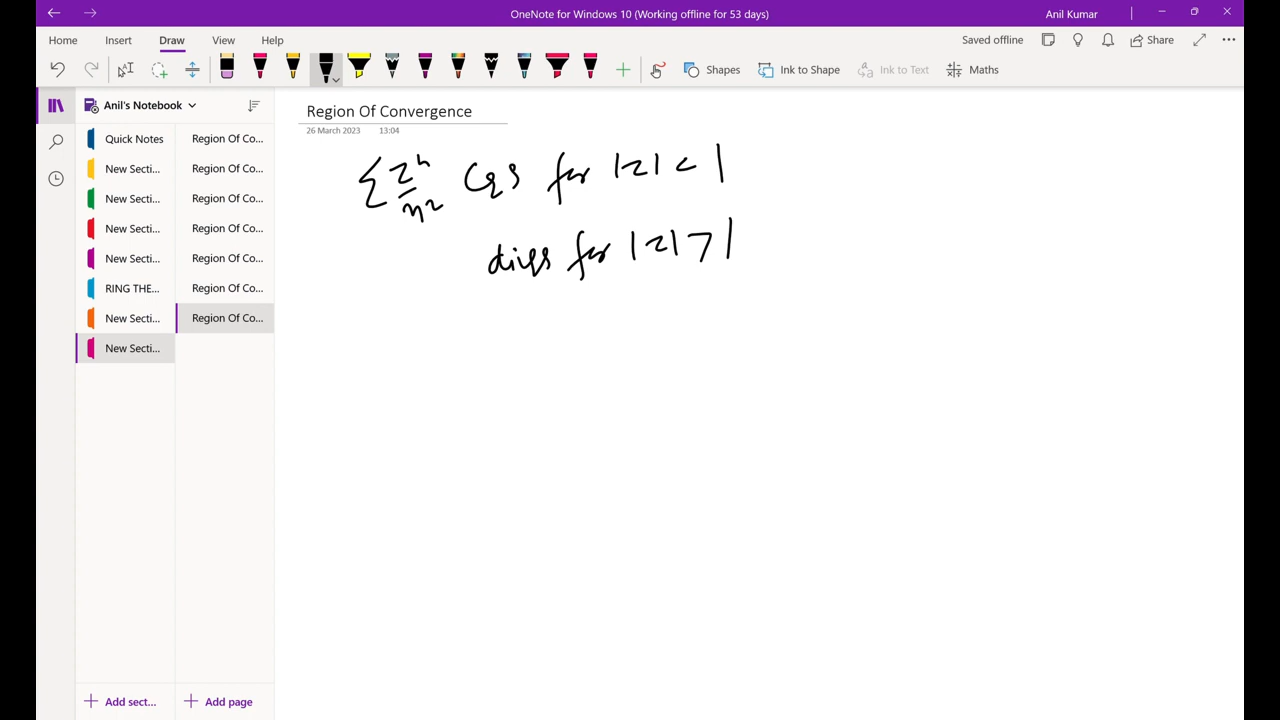 OneNote for Windows 10 (Working offline for 53 days)
Anil Kumar
Home Insert Draw View Help
Saved offline
Share
Shapes
Ink to Shape
Ink to Text
Maths
Anil's Notebook
Quick Notes
New Secti...
New Secti...
New Secti...
New Secti...
RING THE...
New Secti...
New Secti...
Add sect...
Region Of Co...
Region Of Co...
Region Of Co...
Region Of Co...
Region Of Co...
Region Of Co...
Region Of Co...
Add page
Region Of Convergence
26 March 2023 13:04
Σ z^n/n^2 Cgs for |z| < 1
divgs for |z| > 1